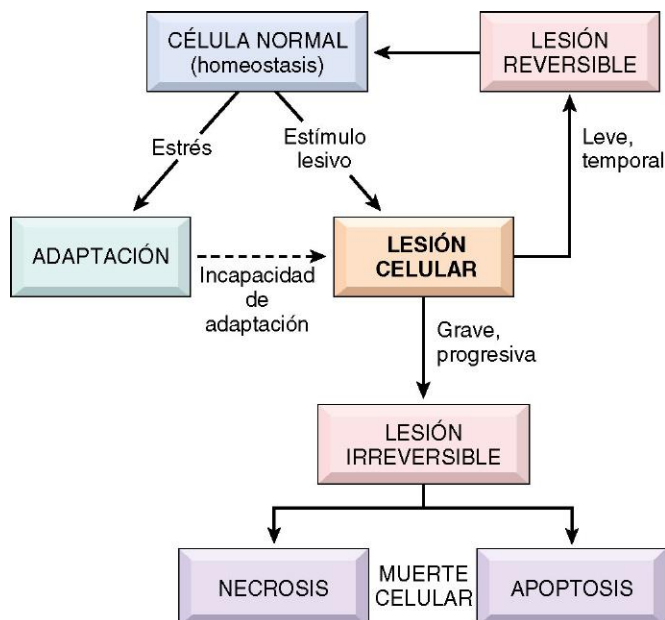 CÉLULA NORMAL
(homeostasis)
LESIÓN
REVERSIBLE
Estrés
Estímulo
lesivo
Leve,
temporal
ADAPTACIÓN
Incapacidad
de
adaptación
LESIÓN
CELULAR
Grave,
progresiva
LESIÓN
IRREVERSIBLE
NECROSIS
MUERTE
CELULAR
APOPTOSIS